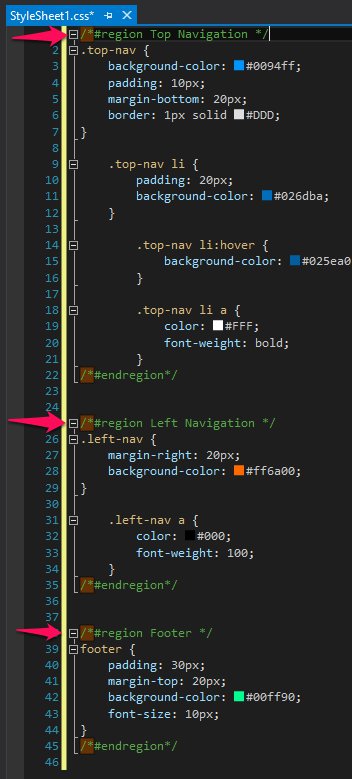 StyleSheet1.css*
1 /*#region Top Navigation */
2 .top-nav {
3 background-color: #0094ff;
4 padding: 10px;
5 margin-bottom: 20px;
6 border: 1px solid #DDD;
7 }
8
9 .top-nav li {
10 padding: 20px;
11 background-color: #026dba;
12 }
13
14 .top-nav li:hover {
15 background-color: #025ea0
16 }
17
18 .top-nav li a {
19 color: #FFF;
20 font-weight: bold;
21 }
22 /*#endregion*/
23
24
25 /*#region Left Navigation */
26 .left-nav {
27 margin-right: 20px;
28 background-color: #ff6a00;
29 }
30
31 .left-nav a {
32 color: #000;
33 font-weight: 100;
34 }
35 /*#endregion*/
36
37
38 /*#region Footer */
39 footer {
40 padding: 30px;
41 margin-top: 20px;
42 background-color: #00ff90;
43 font-size: 10px;
44 }
45 /*#endregion*/
46